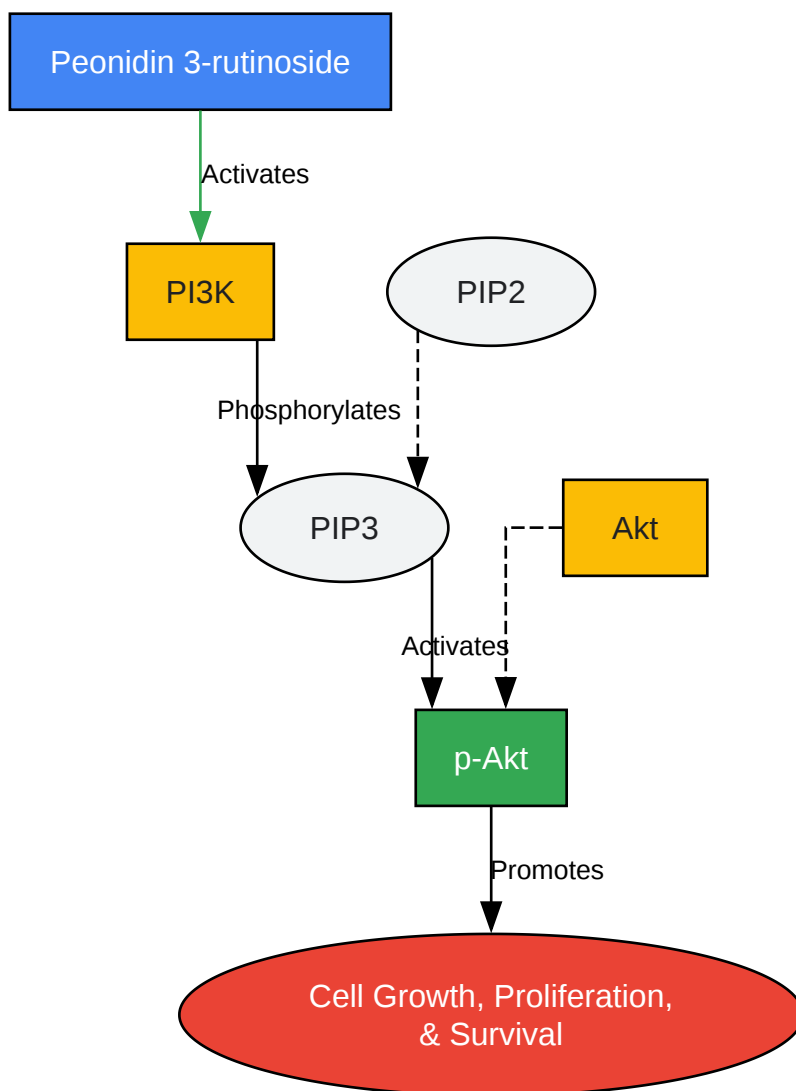 Peonidin 3-rutinoside
Activates
PI3K
PIP2
Phosphorylates
PIP3
Akt
Activates
p-Akt
Promotes
Cell Growth, Proliferation,
& Survival